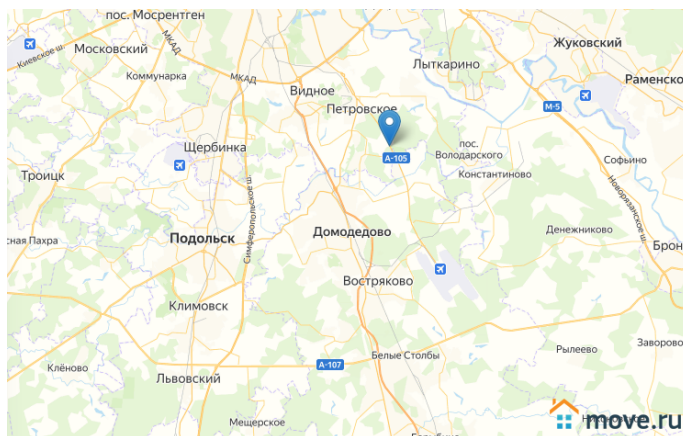 пос. Мосрентген
МКАД
Московский
Киевское ш.
Коммунарка
МКАД
Жуковский
Лыткарино
Раменско
Видное
Петровское
М-5
Щербинка
А-105
пос.
Володарского
Софьино
Троицк
Константиново
Новорязанское ш.
Симферопольское ш.
сная Пахра
Подольск
Домодедово
Денежниково
Брон
Востряково
Климовск
Белые Столбы
Рылеево
Заворово
А-107
Клёново
Львовский
Мещерское
move.ru